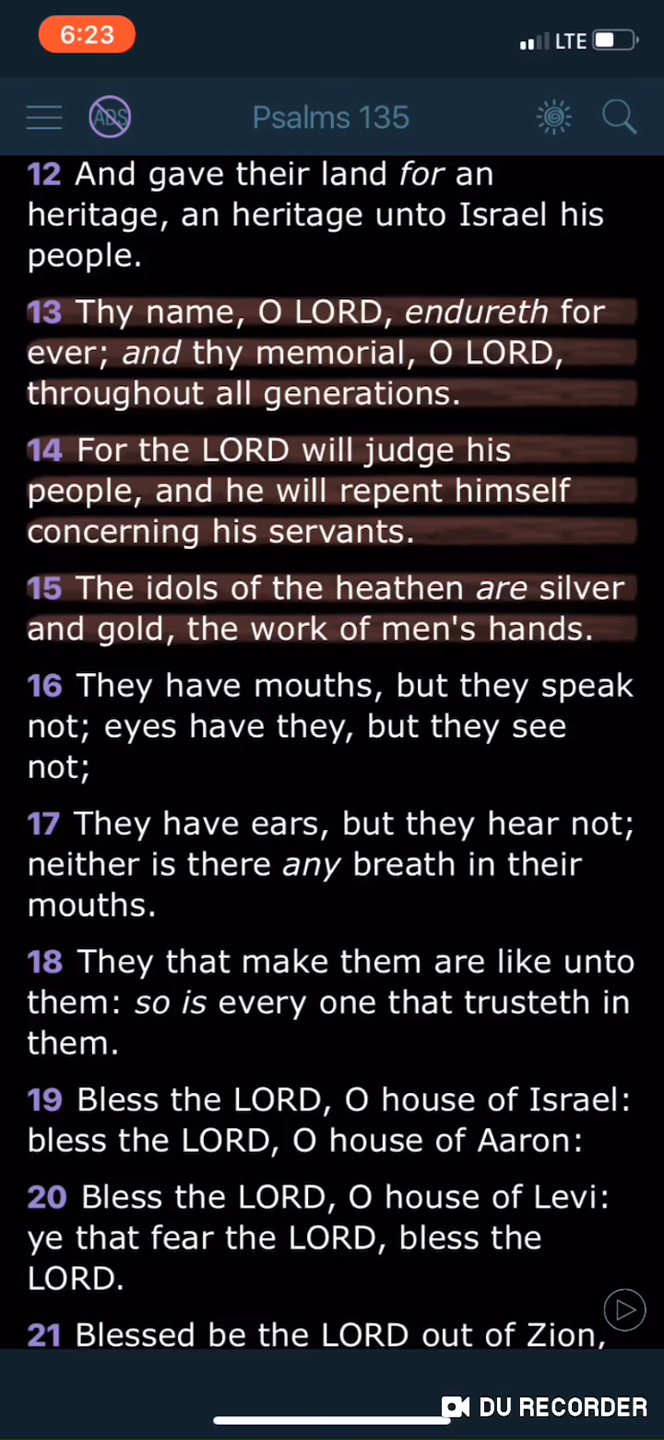 6:23
LTE
ADS
Psalms 135
12 And gave their land for an
heritage, an heritage unto Israel his
people.
13 Thy name, O LORD, endureth for
ever; and thy memorial, O LORD,
throughout all generations.
14 For the LORD will judge his
people, and he will repent himself
concerning his servants.
15 The idols of the heathen are silver
and gold, the work of men's hands.
16 They have mouths, but they speak
not; eyes have they, but they see
not;
17 They have ears, but they hear not;
neither is there any breath in their
mouths.
18 They that make them are like unto
them: so is every one that trusteth in
them.
19 Bless the LORD, O house of Israel:
bless the LORD, O house of Aaron:
20 Bless the LORD, O house of Levi:
ye that fear the LORD, bless the
LORD.
21 Blessed be the LORD out of Zion,
DU RECORDER